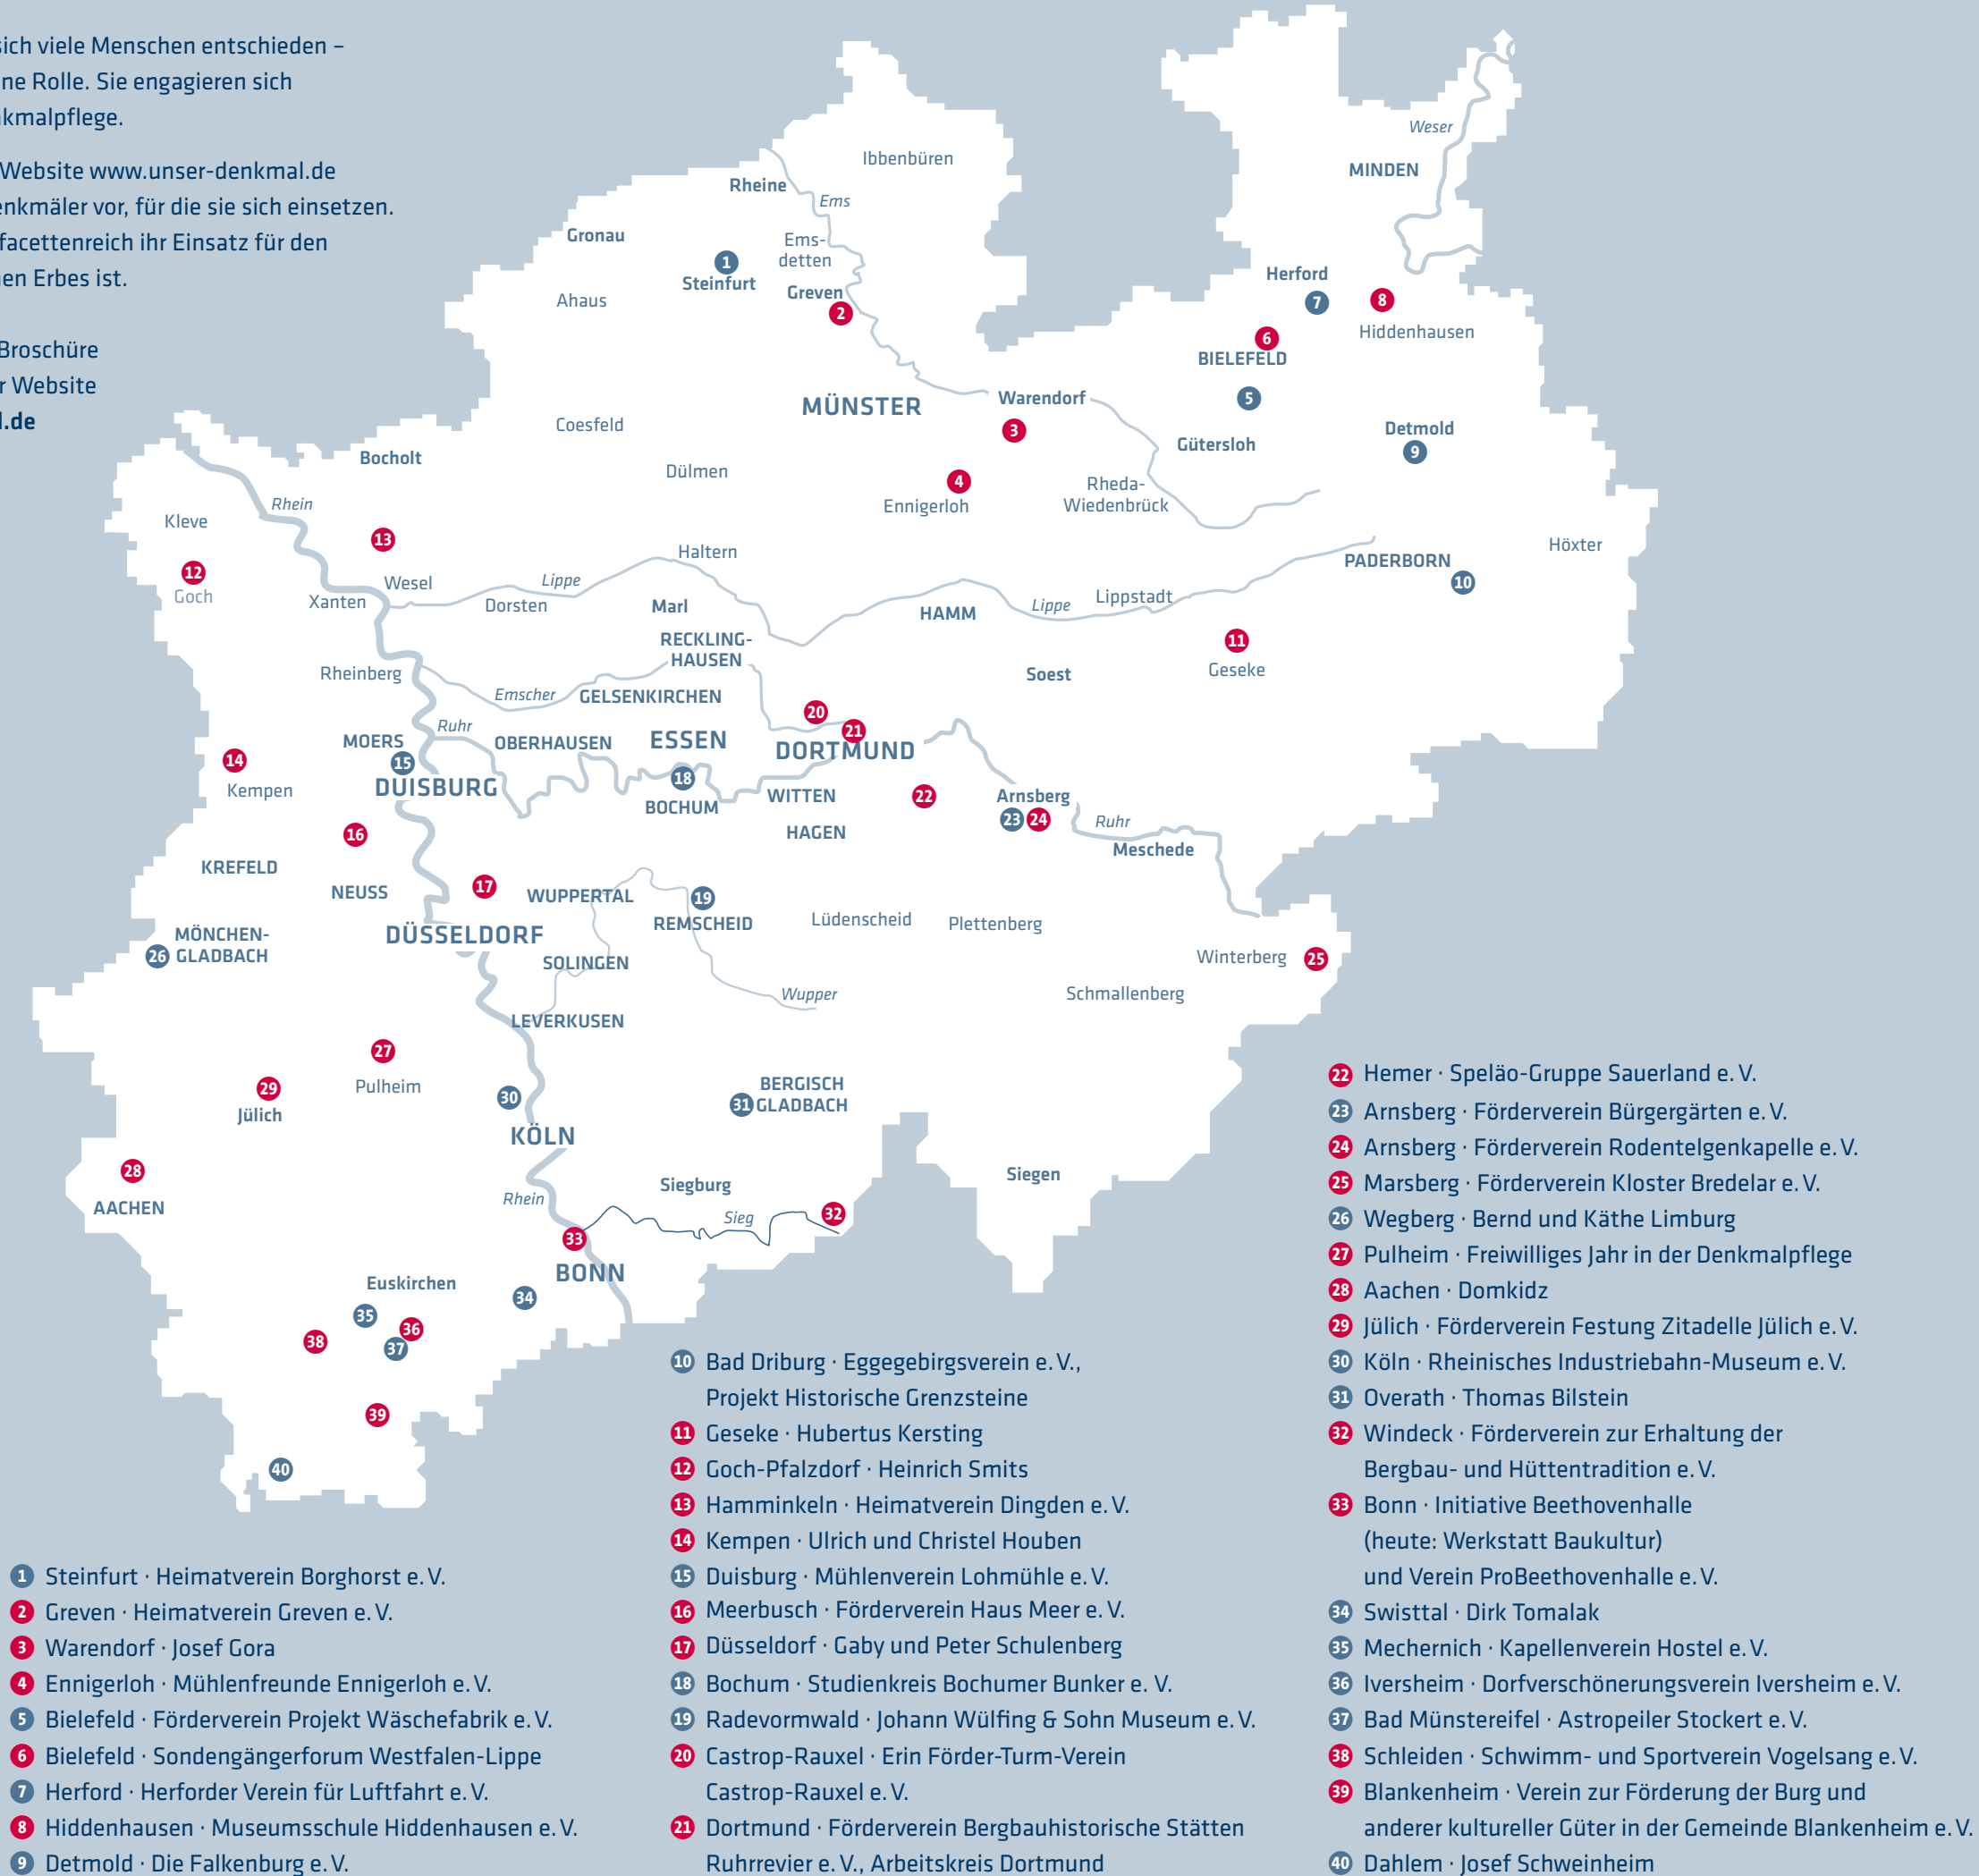 sich viele Menschen entschieden –
ne Rolle. Sie engagieren sich
kmalpflege.
Website www.unser-denkmal.de
enkmäler vor, für die sie sich einsetzen.
facettenreich ihr Einsatz für den
nen Erbes ist.
Broschüre
r Website
l.de
Weser
MINDEN
Ibbenbüren
Rheine
Ems
Gronau
Ems-
detten
1
Steinfurt
Greven
2
Ahaus
Herford
7
8
Hiddenhausen
6
BIELEFELD
5
MÜNSTER
Warendorf
3
Coesfeld
Gütersloh
Detmold
9
Bocholt
Dülmen
4
Ennigerloh
Rheda-
Wiedenbrück
Rhein
Kleve
13
Höxter
Haltern
PADERBORN
10
12
Goch
Wesel
Lippe
Xanten
Dorsten
Marl
HAMM
Lippe
Lippstadt
RECKLING-
HAUSEN
11
Geseke
Rheinberg
Soest
Emscher
GELSENKIRCHEN
20
21
Ruhr
MOERS
OBERHAUSEN
ESSEN
DORTMUND
15
14
Kempen
DUISBURG
18
BOCHUM
WITTEN
22
Arnsberg
23
24
Ruhr
HAGEN
16
Meschede
KREFELD
NEUSS
17
WUPPERTAL
19
REMSCHEID
Lüdenscheid
Plettenberg
MÖNCHEN-
GLADBACH
26
DÜSSELDORF
SOLINGEN
Winterberg
25
Wupper
Schmallenberg
LEVERKUSEN
27
Pulheim
29
Jülich
30
BERGISCH
GLADBACH
31
KÖLN
28
AACHEN
Siegen
Siegburg
Rhein
Sieg
32
33
BONN
Euskirchen
34
35
36
37
38
39
40
1 Steinfurt · Heimatverein Borghorst e. V.
2 Greven · Heimatverein Greven e. V.
3 Warendorf · Josef Gora
4 Ennigerloh · Mühlenfreunde Ennigerloh e. V.
5 Bielefeld · Förderverein Projekt Wäschefabrik e. V.
6 Bielefeld · Sondengängerforum Westfalen-Lippe
7 Herford · Herforder Verein für Luftfahrt e. V.
8 Hiddenhausen · Museumsschule Hiddenhausen e. V.
9 Detmold · Die Falkenburg e. V.
10 Bad Driburg · Eggegebirgsverein e. V.,
Projekt Historische Grenzsteine
11 Geseke · Hubertus Kersting
12 Goch-Pfalzdorf · Heinrich Smits
13 Hamminkeln · Heimatverein Dingden e. V.
14 Kempen · Ulrich und Christel Houben
15 Duisburg · Mühlenverein Lohmühle e. V.
16 Meerbusch · Förderverein Haus Meer e. V.
17 Düsseldorf · Gaby und Peter Schulenberg
18 Bochum · Studienkreis Bochumer Bunker e. V.
19 Radevormwald · Johann Wülfing & Sohn Museum e. V.
20 Castrop-Rauxel · Erin Förder-Turm-Verein
Castrop-Rauxel e. V.
21 Dortmund · Förderverein Bergbauhistorische Stätten
Ruhrrevier e. V., Arbeitskreis Dortmund
22 Hemer · Speläo-Gruppe Sauerland e. V.
23 Arnsberg · Förderverein Bürgergärten e. V.
24 Arnsberg · Förderverein Rodentelgenkapelle e. V.
25 Marsberg · Förderverein Kloster Bredelar e. V.
26 Wegberg · Bernd und Käthe Limburg
27 Pulheim · Freiwilliges Jahr in der Denkmalpflege
28 Aachen · Domkidz
29 Jülich · Förderverein Festung Zitadelle Jülich e. V.
30 Köln · Rheinisches Industriebahn-Museum e. V.
31 Overath · Thomas Bilstein
32 Windeck · Förderverein zur Erhaltung der
Bergbau- und Hüttentradition e. V.
33 Bonn · Initiative Beethovenhalle
(heute: Werkstatt Baukultur)
und Verein ProBeethovenhalle e. V.
34 Swisttal · Dirk Tomalak
35 Mechernich · Kapellenverein Hostel e. V.
36 Iversheim · Dorfverschönerungsverein Iversheim e. V.
37 Bad Münstereifel · Astropeiler Stockert e. V.
38 Schleiden · Schwimm- und Sportverein Vogelsang e. V.
39 Blankenheim · Verein zur Förderung der Burg und
anderer kultureller Güter in der Gemeinde Blankenheim e. V.
40 Dahlem · Josef Schweinheim